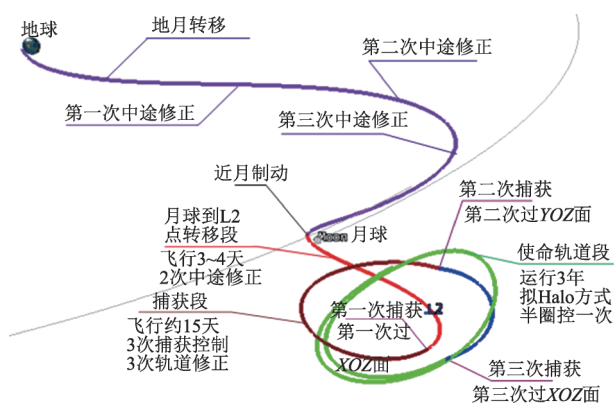 地球
地月转移
第二次中途修正
第一次中途修正
第三次中途修正
近月制动
Moon 月球
月球到L2
点转移段
飞行3~4天
2次中途修正
第二次捕获
第二次过YOZ面
使命轨道段
运行3年
拟Halo方式
半圈控一次
捕获段
飞行约15天
3次捕获控制
3次轨道修正
第一次捕获 L2
第一次过
XOZ面
第三次捕获
第三次过XOZ面